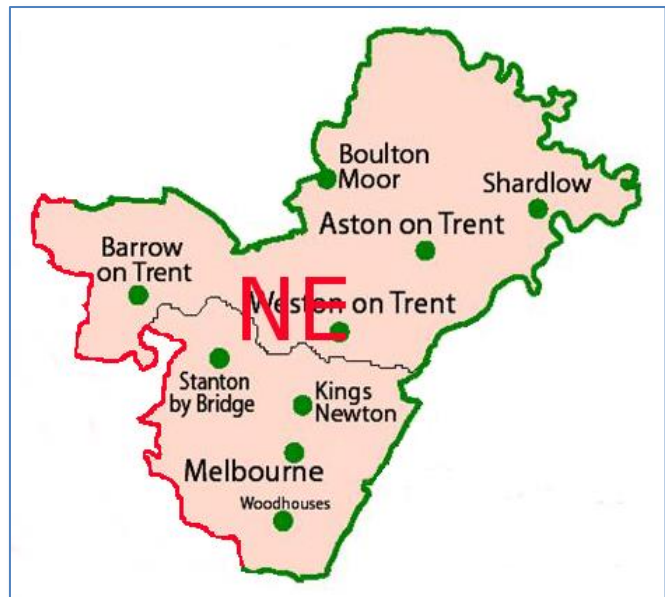 Boulton
Moor
Shardlow
Aston on Trent
Barrow
on Trent
NE
Weston on Trent
Stanton
by Bridge
Kings
Newton
Melbourne
Woodhouses